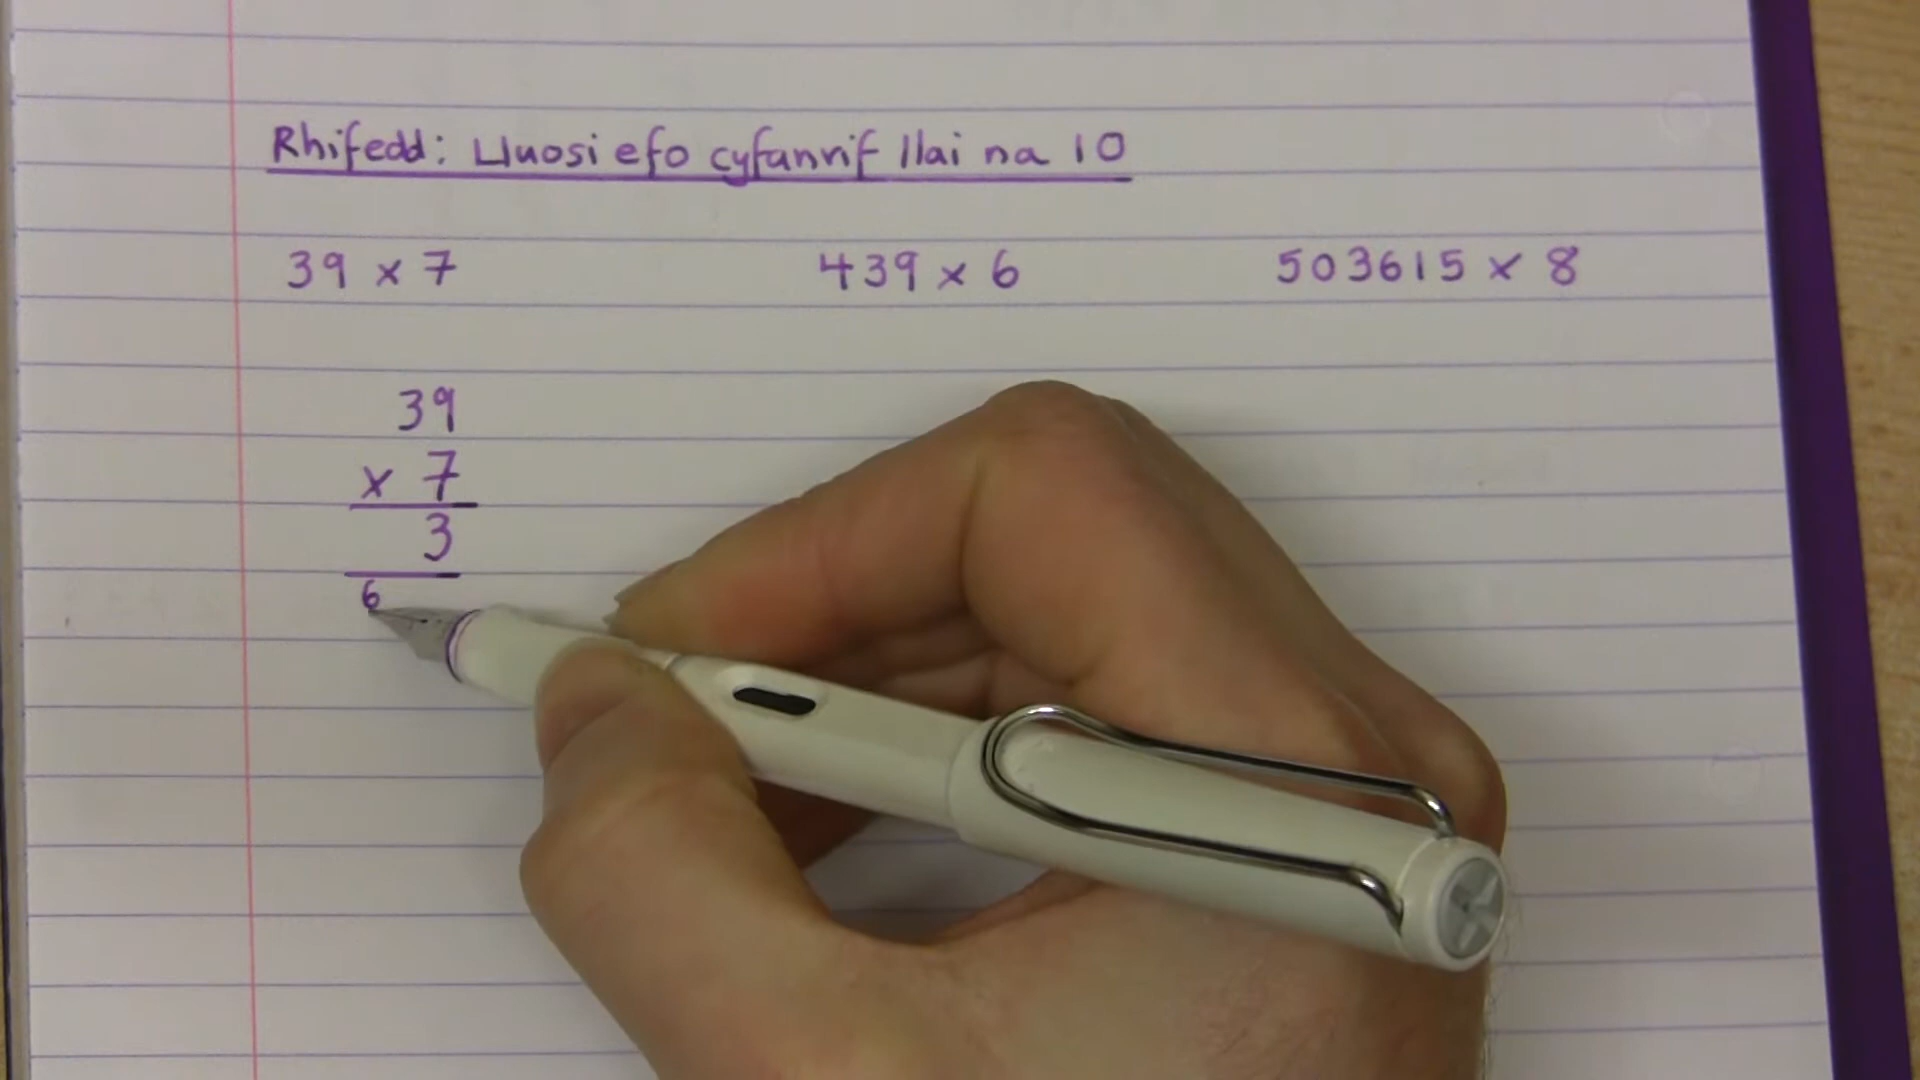 Rhifedd: Lluosi efo cyfanrif llai na 10
39 x 7 439 x 6 503615 x 8
39
x 7
3
6